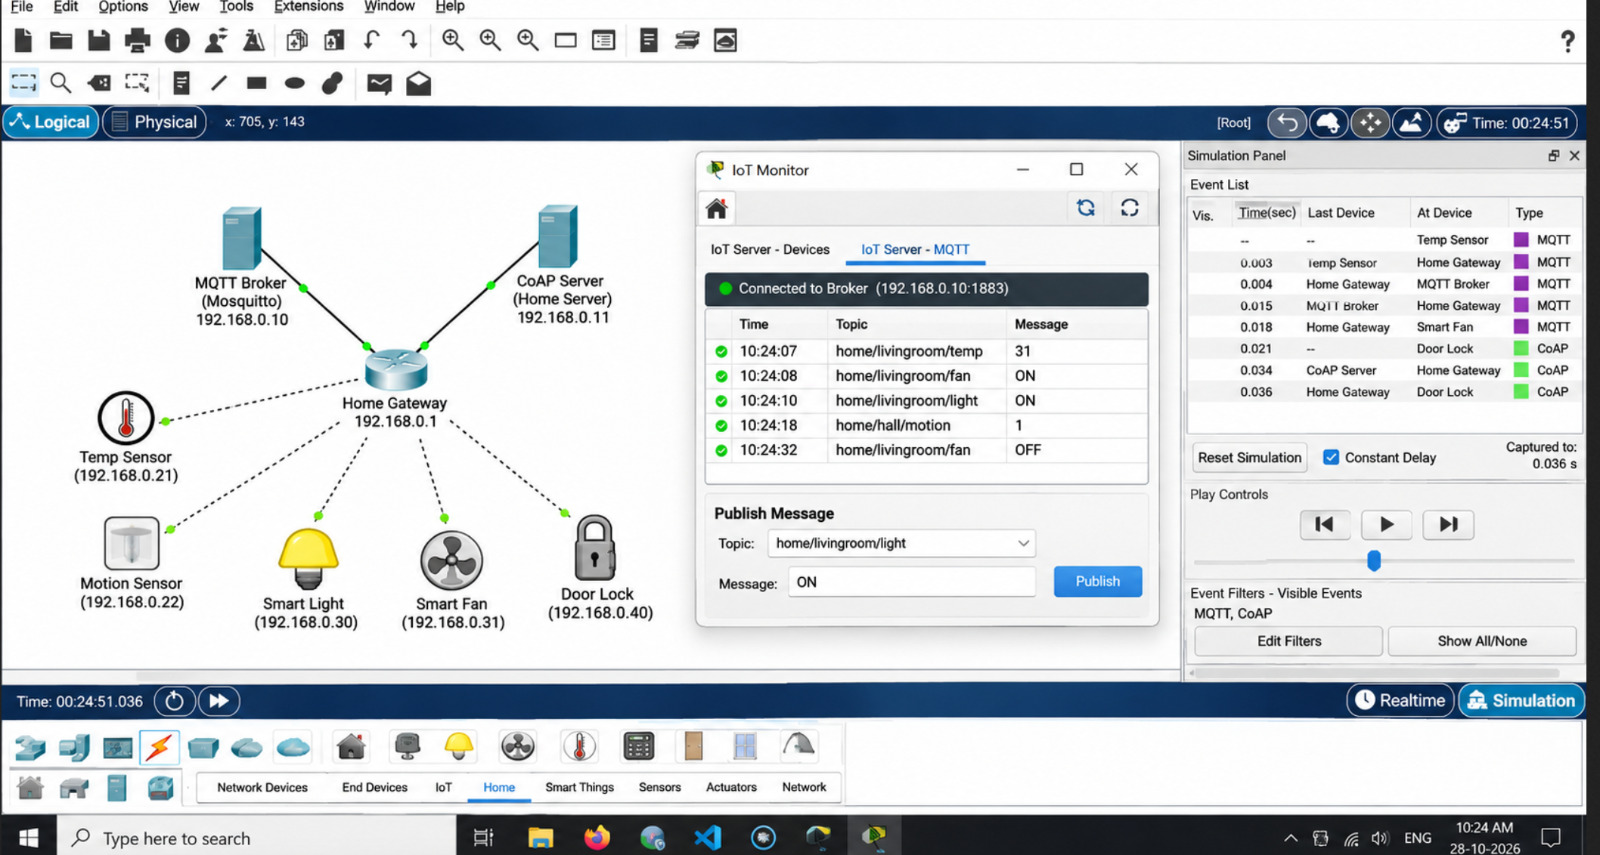 File Edit Options View Tools Extensions Window Help
?
Logical Physical x: 705, y: 143 [Root] Time: 00:24:51
MQTT Broker
(Mosquitto)
192.168.0.10
CoAP Server
(Home Server)
192.168.0.11
Home Gateway
192.168.0.1
Temp Sensor
(192.168.0.21)
Motion Sensor
(192.168.0.22)
Smart Light
(192.168.0.30)
Smart Fan
(192.168.0.31)
Door Lock
(192.168.0.40)
IoT Monitor
IoT Server - Devices IoT Server - MQTT
Connected to Broker (192.168.0.10:1883)
Time Topic Message
10:24:07 home/livingroom/temp 31
10:24:08 home/livingroom/fan ON
10:24:10 home/livingroom/light ON
10:24:18 home/hall/motion 1
10:24:32 home/livingroom/fan OFF
Publish Message
Topic: home/livingroom/light
Message: ON Publish
Simulation Panel
Event List
Vis. Time(sec) Last Device At Device Type
-- -- Temp Sensor MQTT
0.003 Temp Sensor Home Gateway MQTT
0.004 Home Gateway MQTT Broker MQTT
0.015 MQTT Broker Home Gateway MQTT
0.018 Home Gateway Smart Fan MQTT
0.021 -- Door Lock CoAP
0.034 CoAP Server Home Gateway CoAP
0.036 Home Gateway Door Lock CoAP
Reset Simulation Constant Delay Captured to:
0.036 s
Play Controls
Event Filters - Visible Events
MQTT, CoAP
Edit Filters Show All/None
Time: 00:24:51.036 Realtime Simulation
Network Devices End Devices IoT Home Smart Things Sensors Actuators Network
Type here to search ENG 10:24 AM
28-10-2026